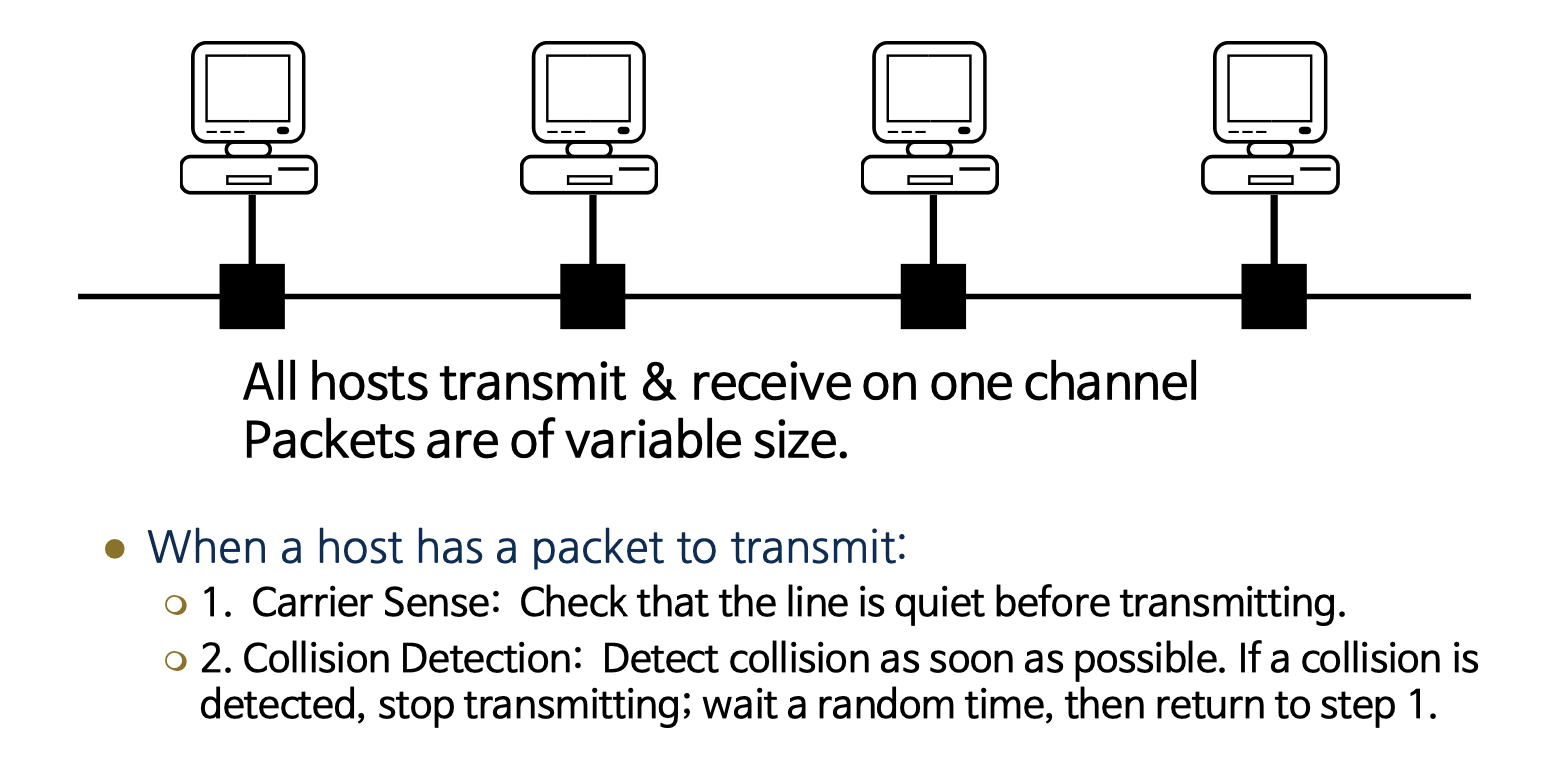 All hosts transmit & receive on one channel
Packets are of variable size.
● When a host has a packet to transmit:
○ 1. Carrier Sense: Check that the line is quiet before transmitting.
○ 2. Collision Detection: Detect collision as soon as possible. If a collision is
detected, stop transmitting; wait a random time, then return to step 1.